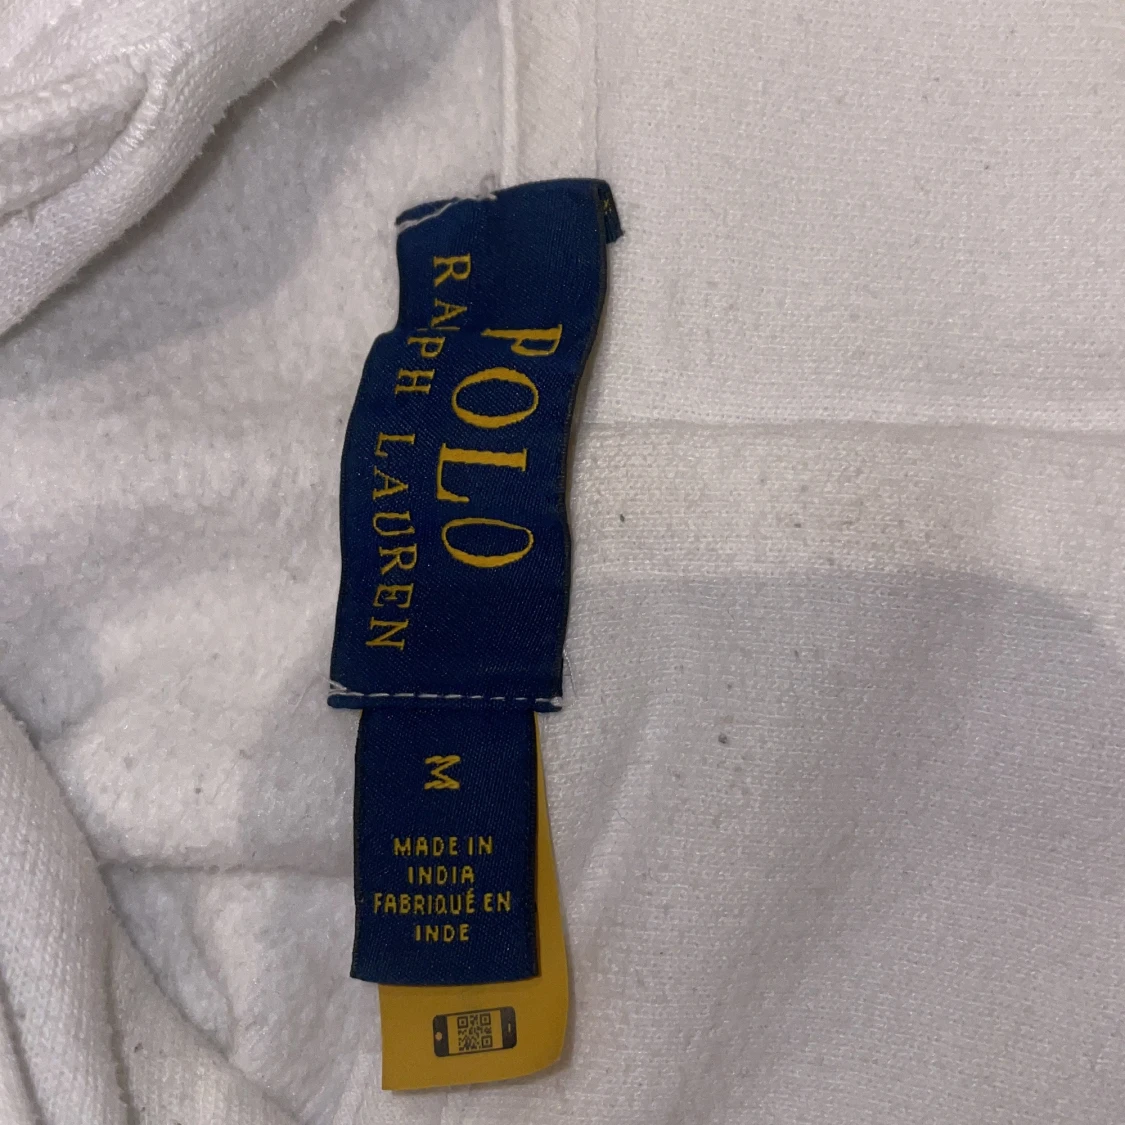 POLO
RALPH LAUREN
M
MADE IN
INDIA
FABRIQUÉ EN
INDE